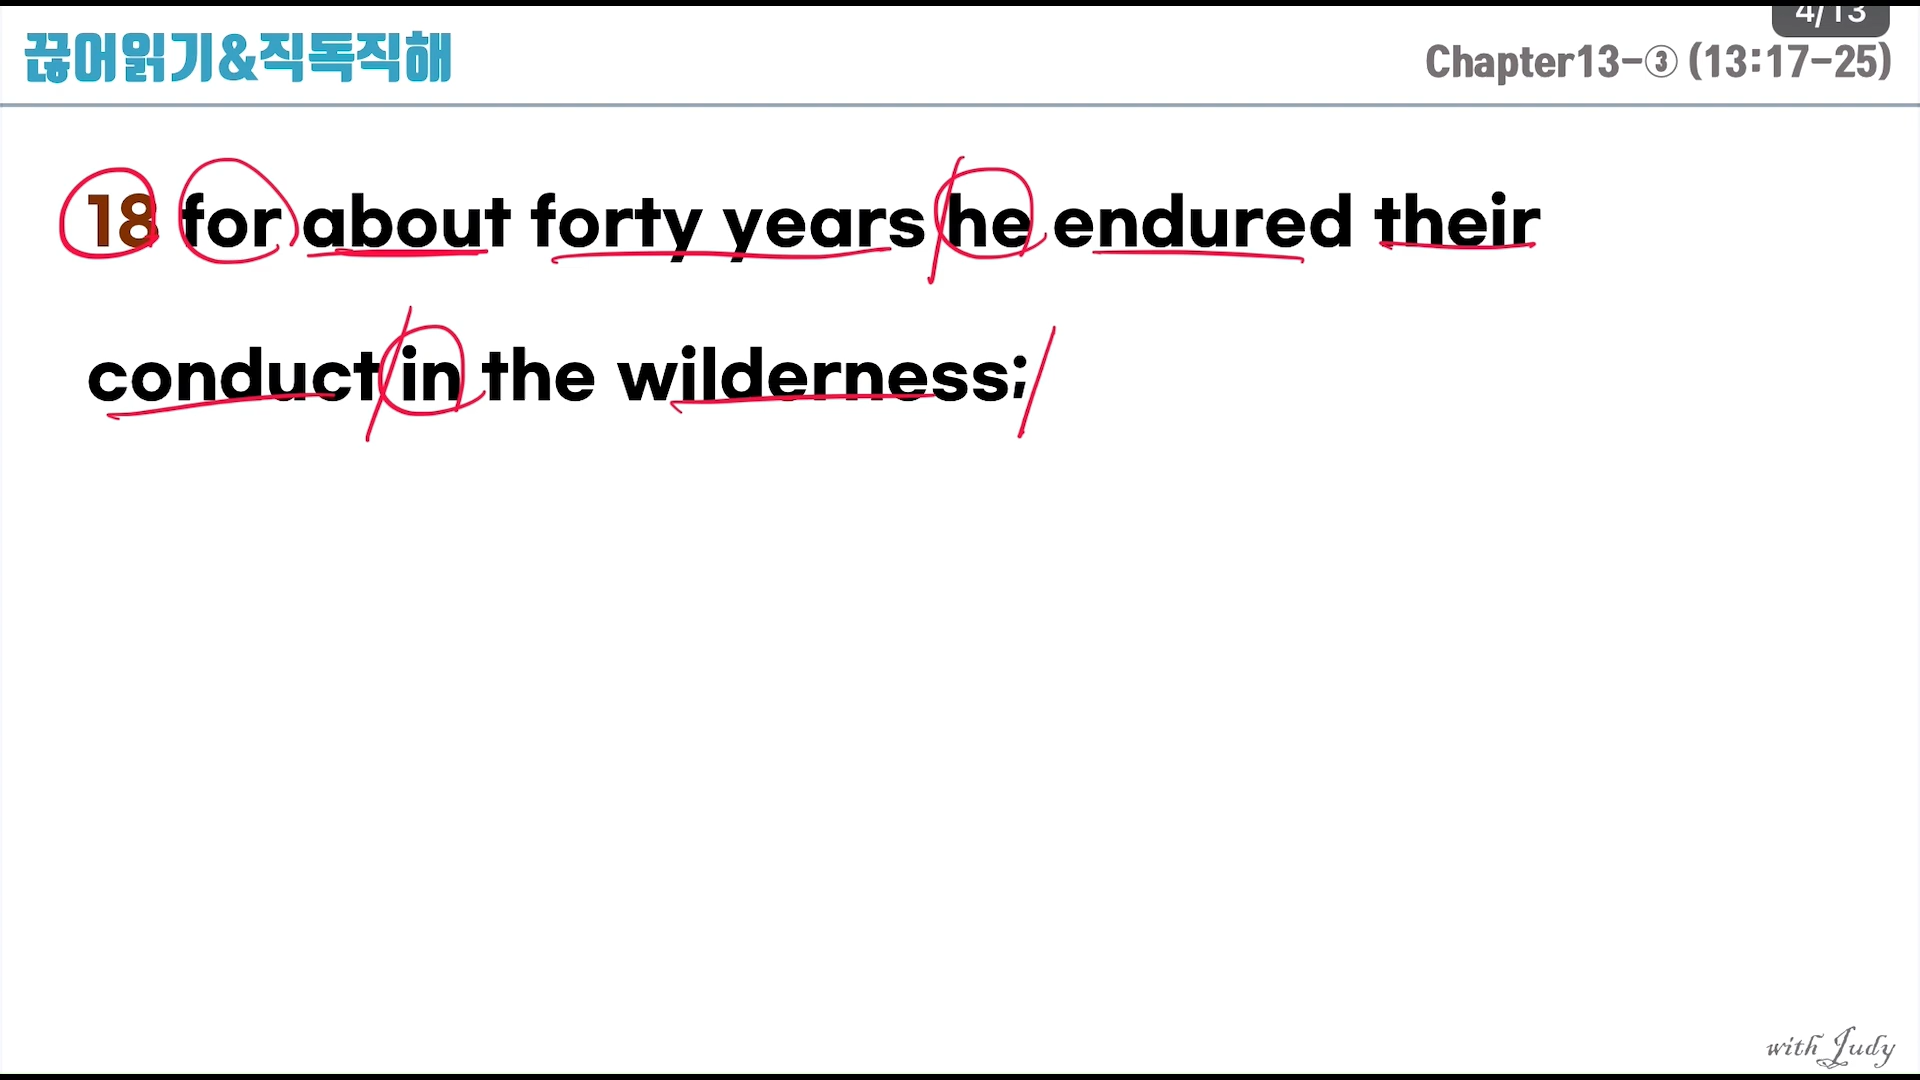 4/13
끊어읽기&직독직해
Chapter13-③ (13:17-25)
18 for about forty years he endured their
conduct in the wilderness;
with Judy